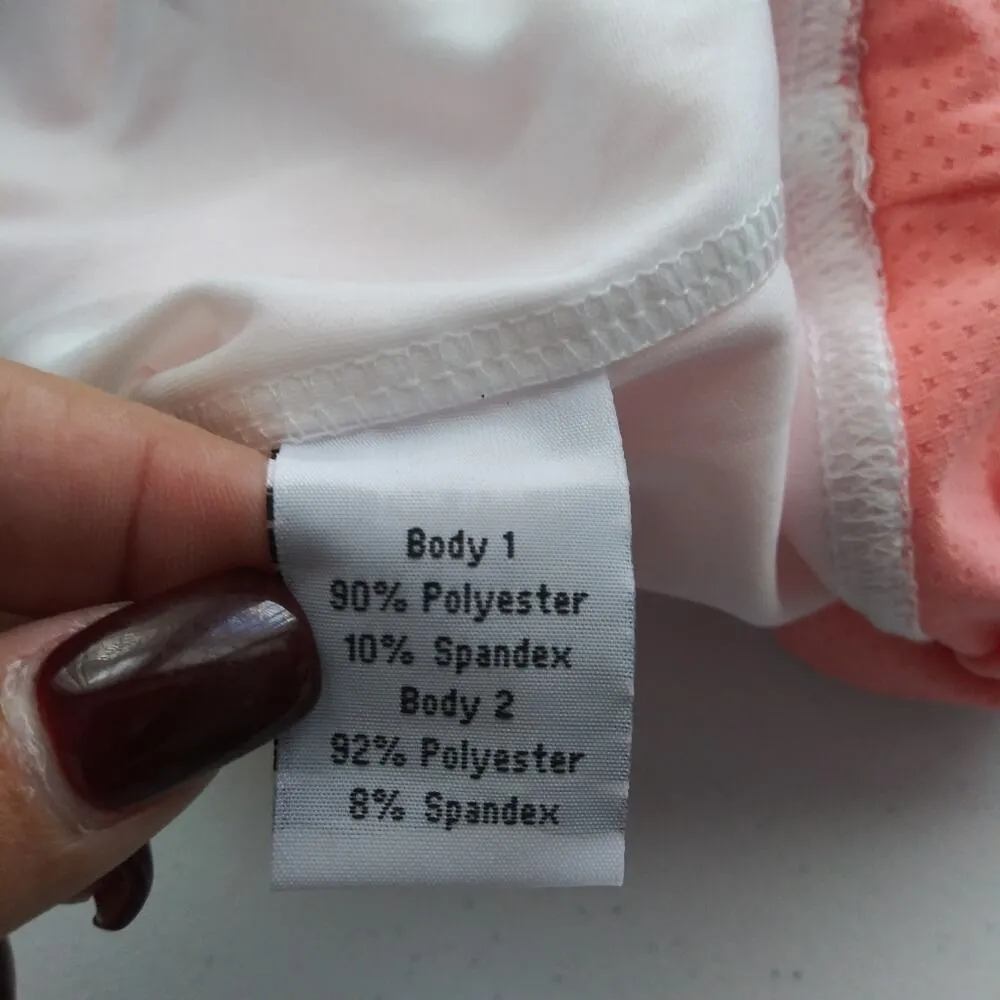 Body 1
90% Polyester
10% Spandex
Body 2
92% Polyester
8% Spandex